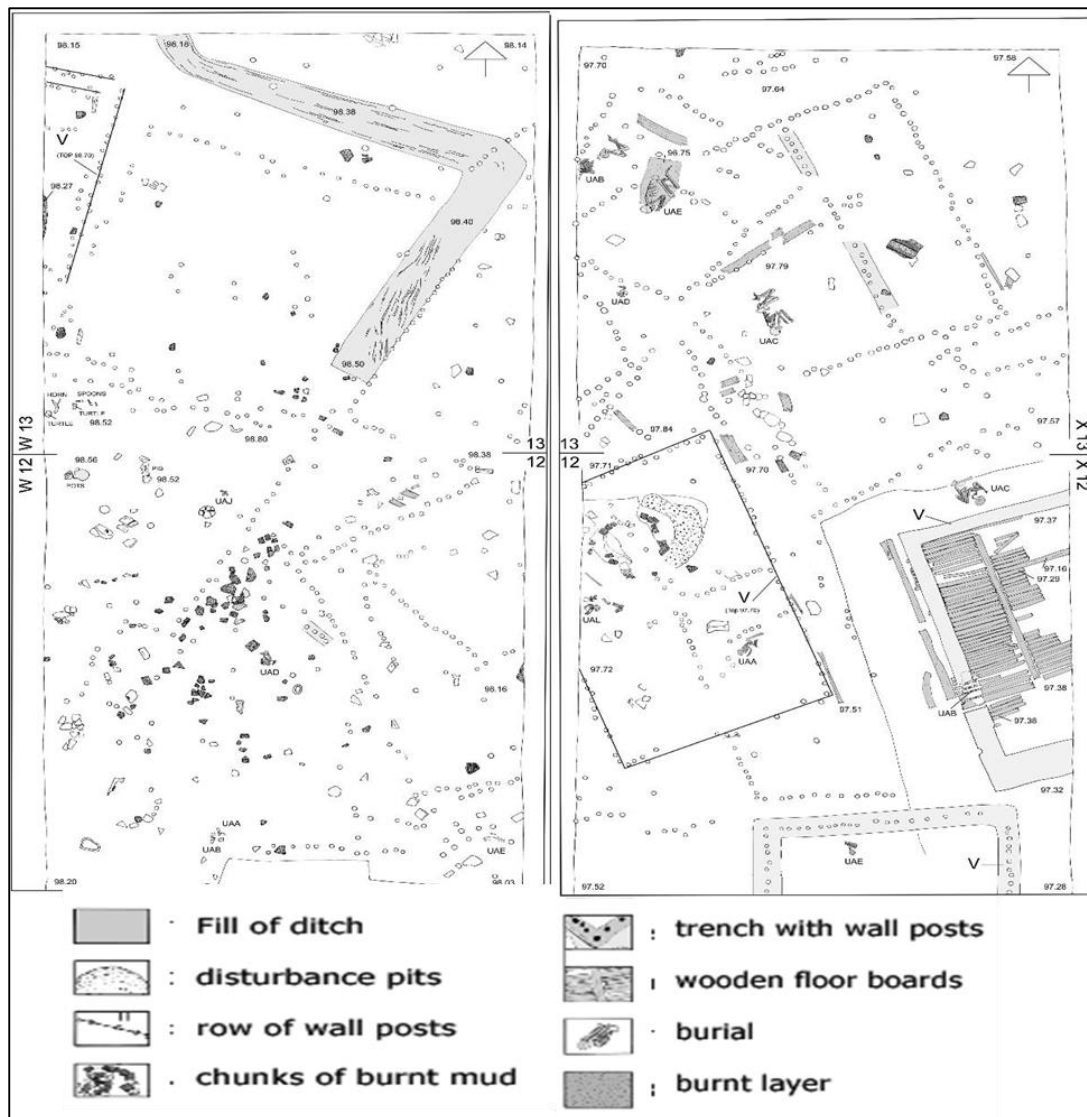 98.15
98.18
98.14
98.38
V
(TOP 98.70)
98.27
98.40
98.50
HORN SPOONS
TURTLE
TURTLE
98.52
98.80
W 13
W 12
13
12
98.56
POTS
PIG
98.52
98.38
UAJ
UAD
98.16
UAA
UAB
UAE
98.20
98.03
97.70
97.64
97.58
UAB
UAE
97.79
UAD
UAC
97.84
97.57
13
12
X 13
X 12
97.71
97.70
UAC
V
97.37
97.16
97.29
V
UAL
UAA
97.72
97.51
UAB
97.38
97.38
97.32
UAE
V
97.52
97.28
Fill of ditch
: disturbance pits
: row of wall posts
. chunks of burnt mud
: trench with wall posts
wooden floor boards
burial
burnt layer